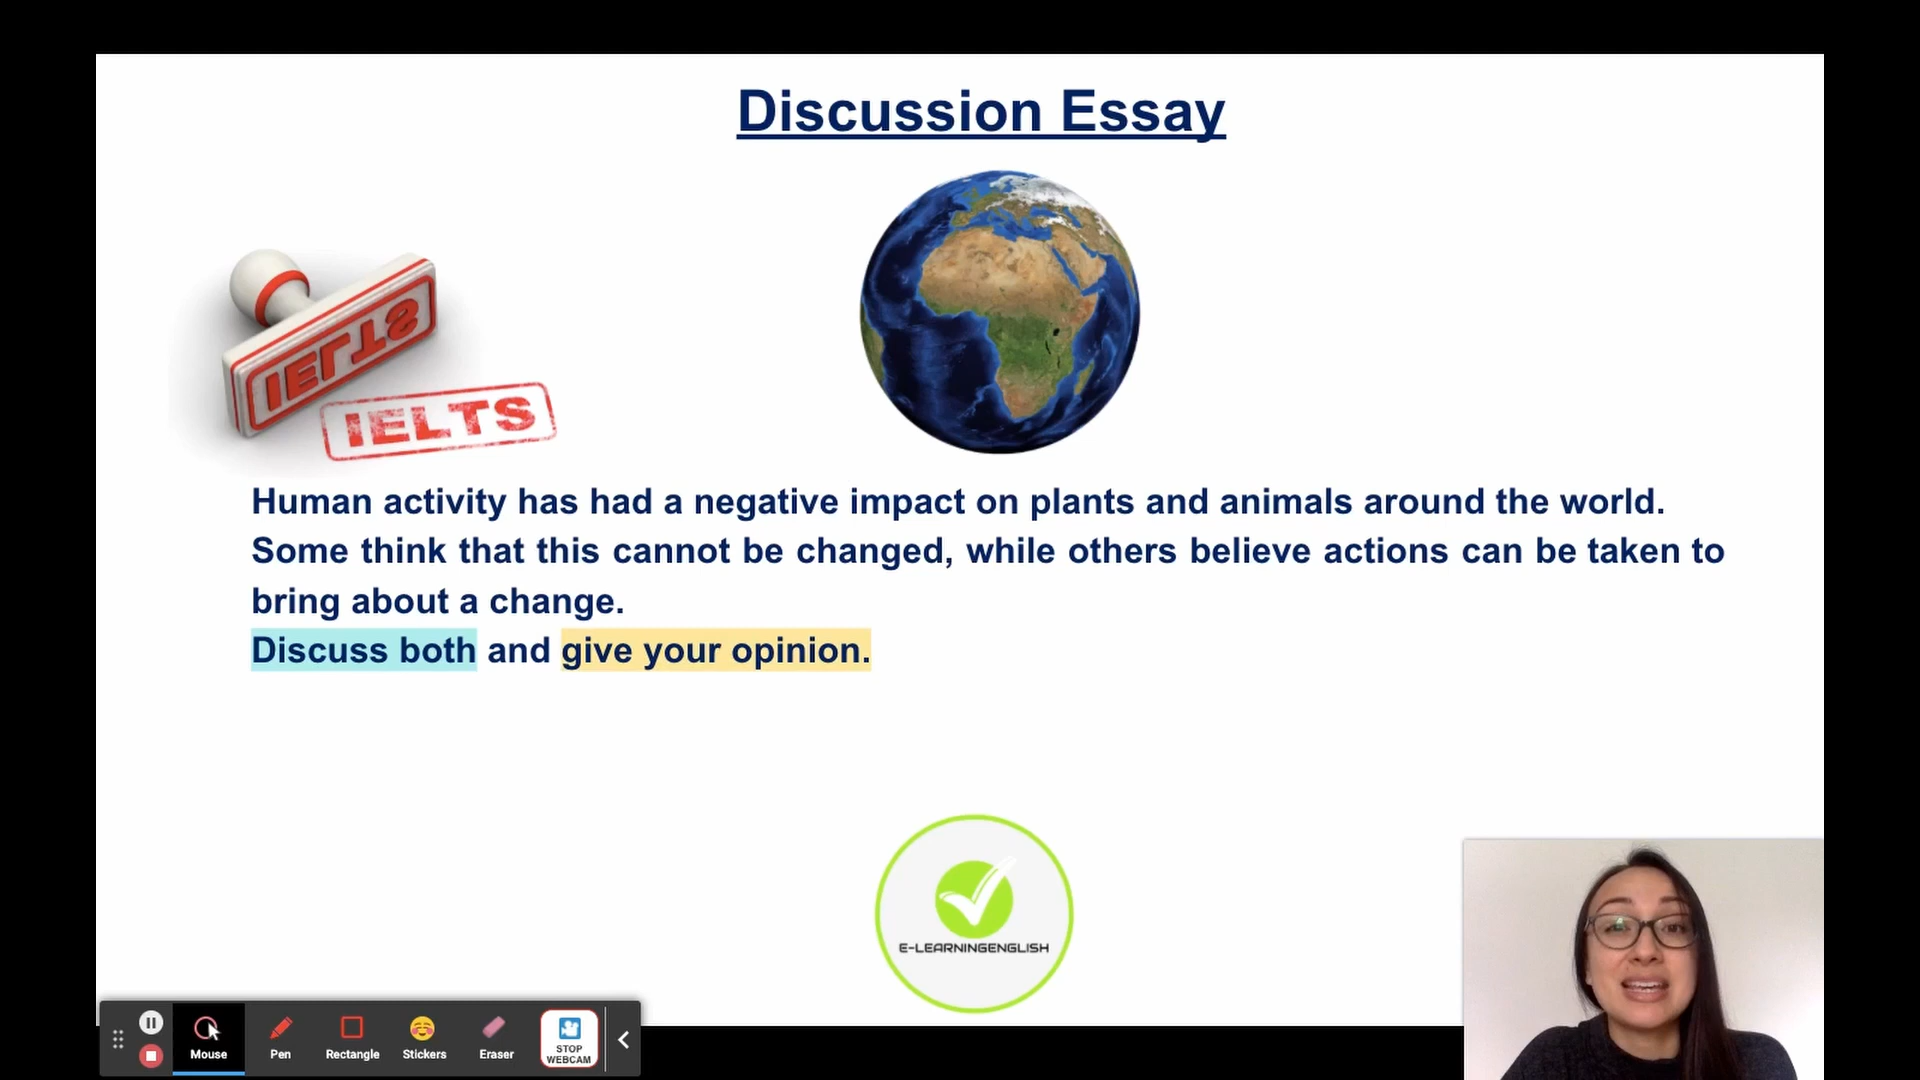 Discussion Essay
IELTS
IELTS
Human activity has had a negative impact on plants and animals around the world.
Some think that this cannot be changed, while others believe actions can be taken to
bring about a change.
Discuss both and give your opinion.
E-LEARNINGENGLISH
Mouse
Pen
Rectangle
Stickers
Eraser
STOP
WEBCAM